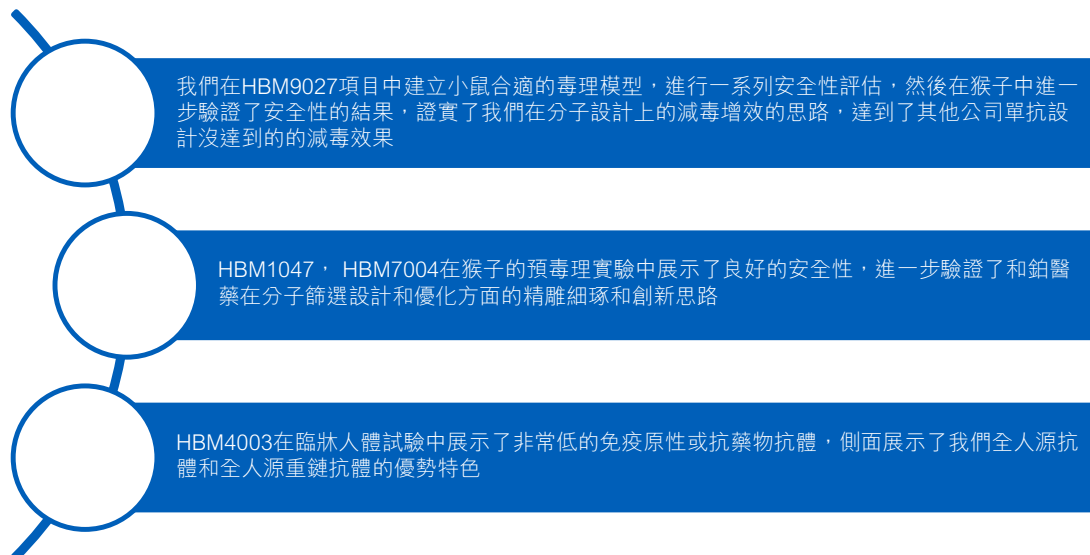 我們在HBM9027項目中建立小鼠合適的毒理模型，進行一系列安全性評估，然後在猴子中進一
步驗證了安全性的結果，證實了我們在分子設計上的減毒增效的思路，達到了其他公司單抗設
計沒達到的的減毒效果
HBM1047， HBM7004在猴子的預毒理實驗中展示了良好的安全性，進一步驗證了和鉑醫
藥在分子篩選設計和優化方面的精雕細琢和創新思路
HBM4003在臨牀人體試驗中展示了非常低的免疫原性或抗藥物抗體，側面展示了我們全人源抗
體和全人源重鏈抗體的優勢特色